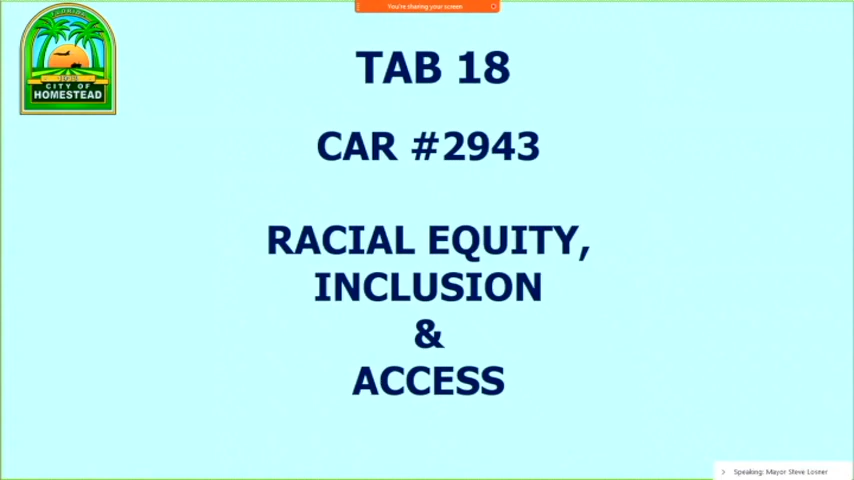 You're sharing your screen
FLORIDA
CITY OF
HOMESTEAD
TAB 18
CAR #2943
RACIAL EQUITY,
INCLUSION
&
ACCESS
Speaking: Mayor Steve Losner